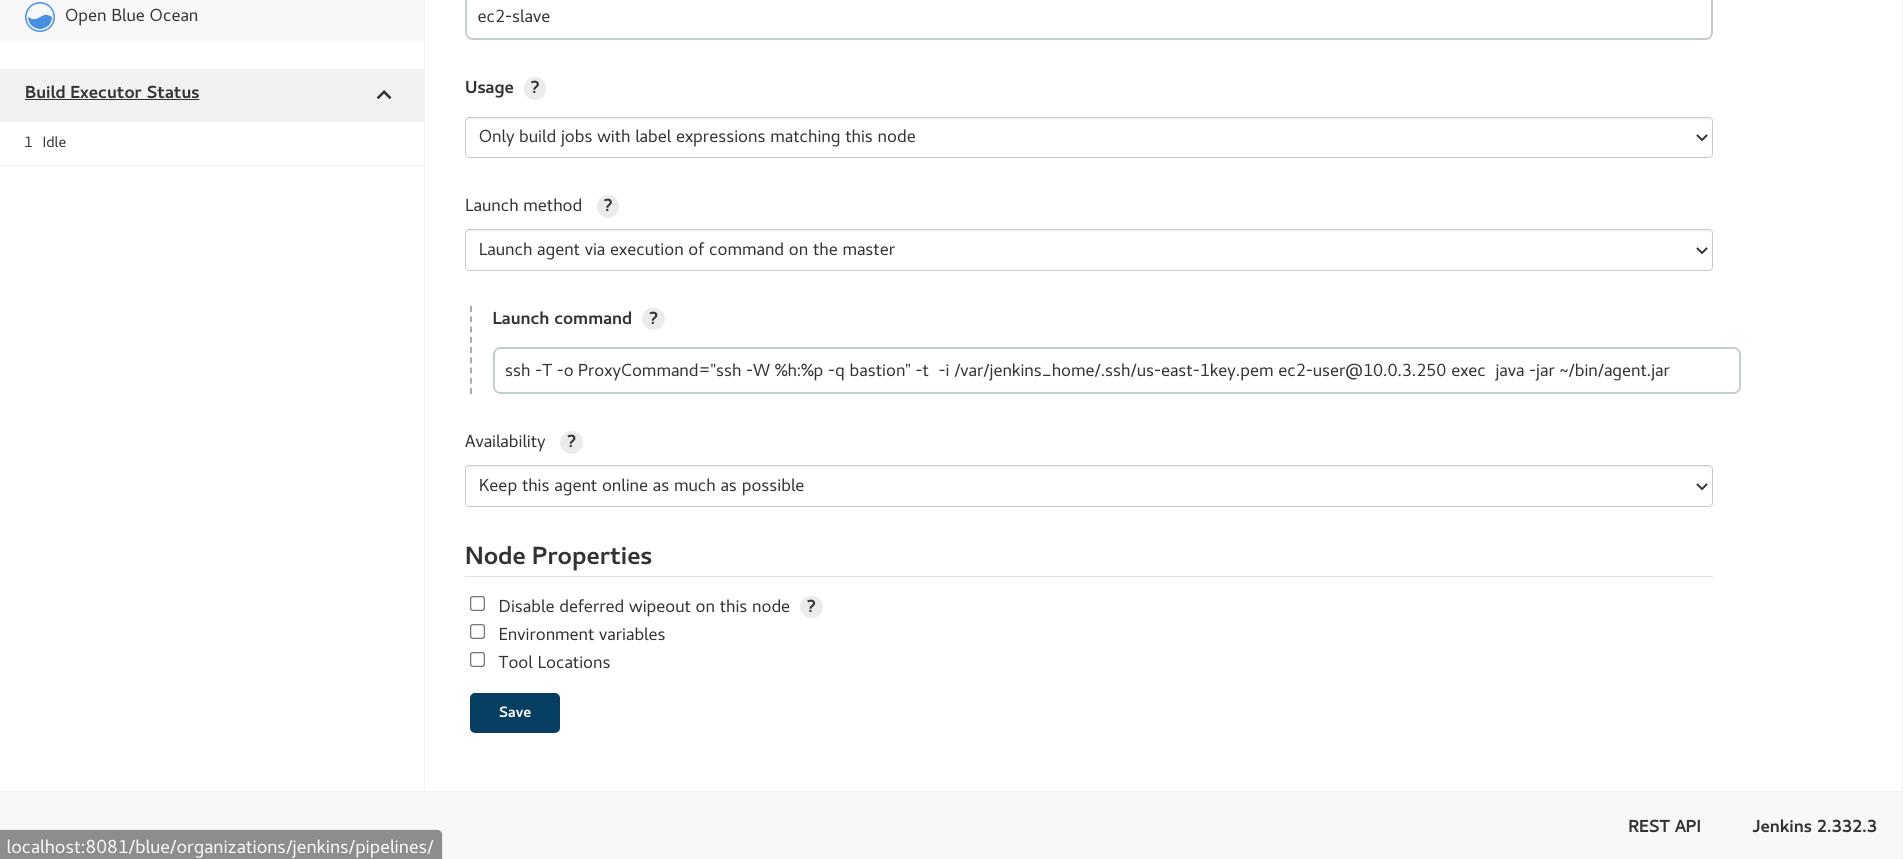 Open Blue Ocean
ec2-slave
Build Executor Status
1 Idle
Usage ?
Only build jobs with label expressions matching this node
Launch method ?
Launch agent via execution of command on the master
Launch command ?
ssh -T -o ProxyCommand="ssh -W %h:%p -q bastion" -t  -i /var/jenkins_home/.ssh/us-east-1key.pem ec2-user@10.0.3.250 exec  java -jar ~/bin/agent.jar
Availability ?
Keep this agent online as much as possible
Node Properties
Disable deferred wipeout on this node ?
Environment variables
Tool Locations
Save
REST API Jenkins 2.332.3
localhost:8081/blue/organizations/jenkins/pipelines/